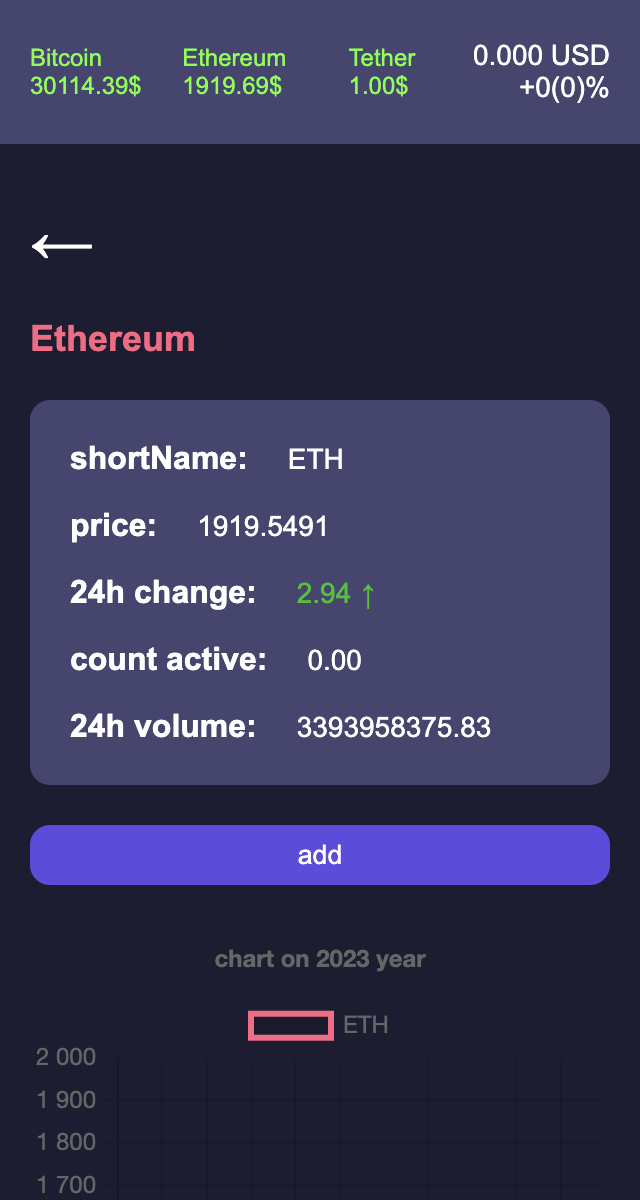 Bitcoin
30114.39$
Ethereum
1919.69$
Tether
1.00$
0.000 USD
+0(0)%
←
Ethereum
shortName: ETH
price: 1919.5491
24h change: 2.94 ↑
count active: 0.00
24h volume: 3393958375.83
add
chart on 2023 year
ETH
2 000
1 900
1 800
1 700